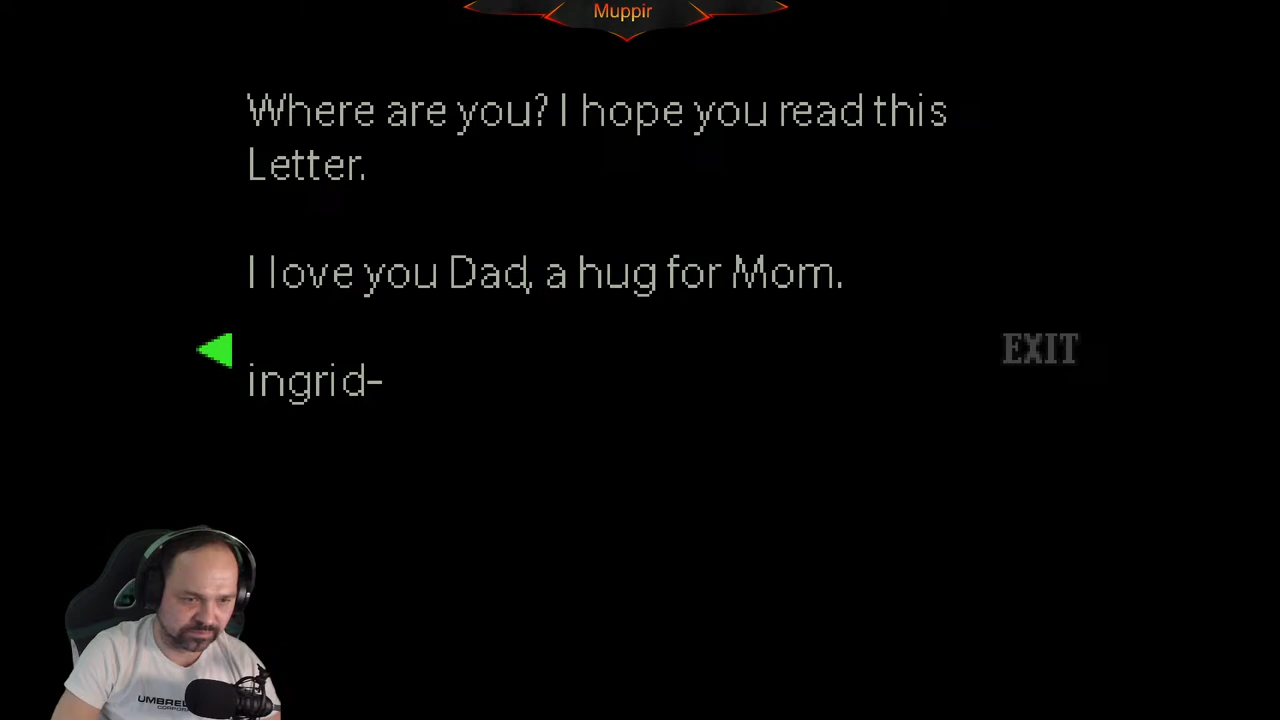 Muppir
Where are you? I hope you read this
Letter.
I love you Dad, a hug for Mom.
EXIT
ingrid-